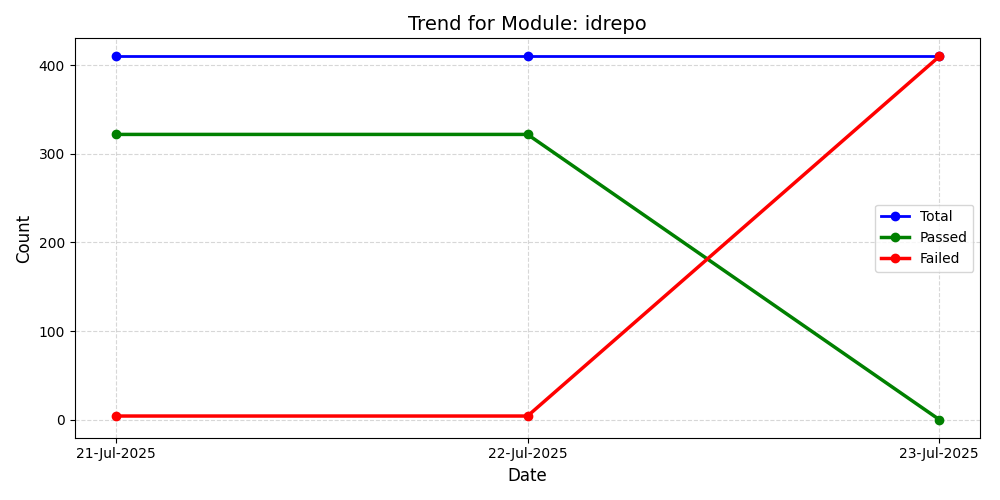 Trend for Module: idrepo
Count
400
300
200
100
0
Total
Passed
Failed
21-Jul-2025
22-Jul-2025
23-Jul-2025
Date